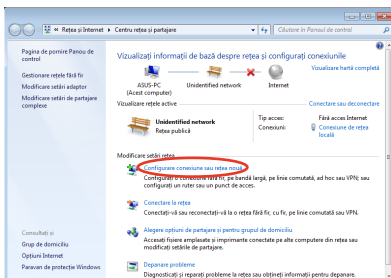 « Rețea și Internet ▸ Centru rețea și partajare
Căutare în Panoul de control
Pagina de pornire Panou de
control
Gestionare rețele fără fir
Modificare setări adaptor
Modificare setări de partajare
complexe
Consultați și
Grup de domiciliu
Opțiuni Internet
Paravan de protecție Windows
Vizualizați informații de bază despre rețea și configurați conexiunile
Vizualizare hartă completă
ASUS-PC
(Acest computer)
Unidentified network
Internet
Vizualizare rețele active
Conectare sau deconectare
Unidentified network
Rețea publică
Tip acces: Fără acces Internet
Conexiuni: Conexiune de rețea
locală
Modificare setări rețea
Configurare conexiune sau rețea nouă
Configurați o conexiune fără fir, pe bandă largă, pe linie comutată, ad hoc sau VPN; sau
configurați un ruter sau un punct de acces.
Conectare la rețea
Conectați-vă sau reconectați-vă la o rețea fără fir, cu fir, pe linie comutată sau VPN.
Alegere opțiuni de partajare și pentru grupul de domiciliu
Accesați fișiere amplasate și imprimante conectate pe alte computere din rețea sau
modificați setările de partajare.
Depanare probleme
Diagnosticați și reparați probleme la rețea sau obțineți informații pentru depanare.